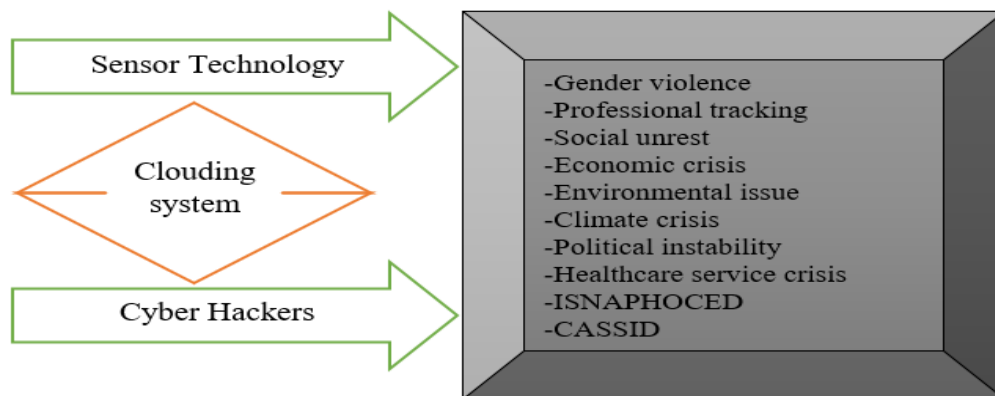 Sensor Technology
Clouding
system
Cyber Hackers
-Gender violence
-Professional tracking
-Social unrest
-Economic crisis
-Environmental issue
-Climate crisis
-Political instability
-Healthcare service crisis
-ISNAPHOCED
-CASSID